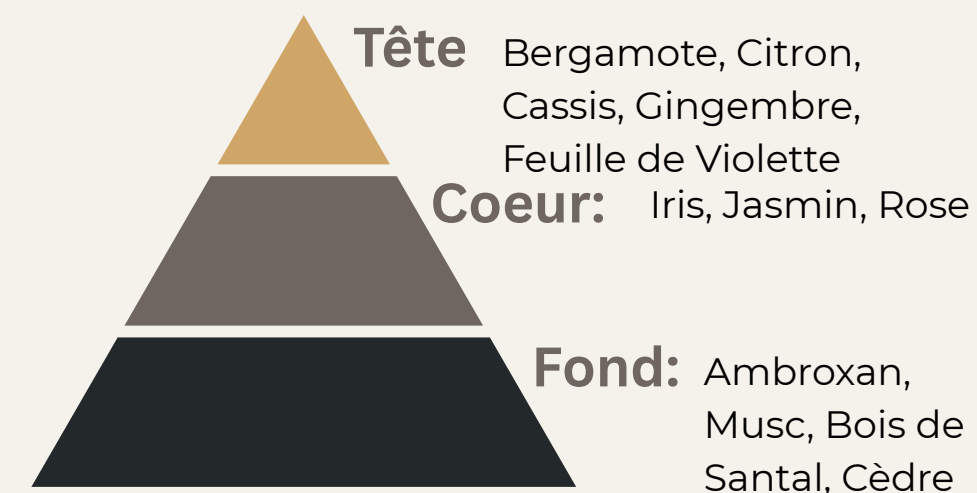 Tête Bergamote, Citron,
Cassis, Gingembre,
Feuille de Violette
Coeur: Iris, Jasmin, Rose
Fond: Ambroxan,
Musc, Bois de
Santal, Cèdre